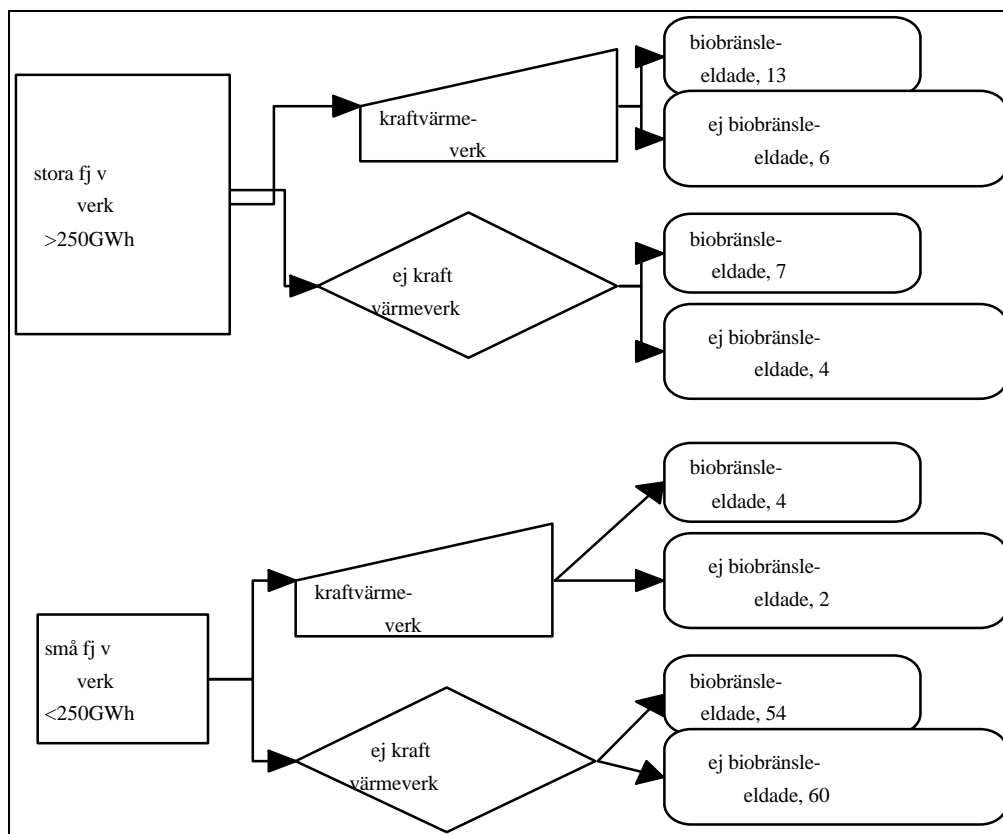 stora fj v
verk
>250GWh
kraftvärme-
verk
biobränsle-
eldade, 13
ej biobränsle-
eldade, 6
ej kraft
värmeverk
biobränsle-
eldade, 7
ej biobränsle-
eldade, 4
små fj v
verk
<250GWh
kraftvärme-
verk
biobränsle-
eldade, 4
ej biobränsle-
eldade, 2
ej kraft
värmeverk
biobränsle-
eldade, 54
ej biobränsle-
eldade, 60